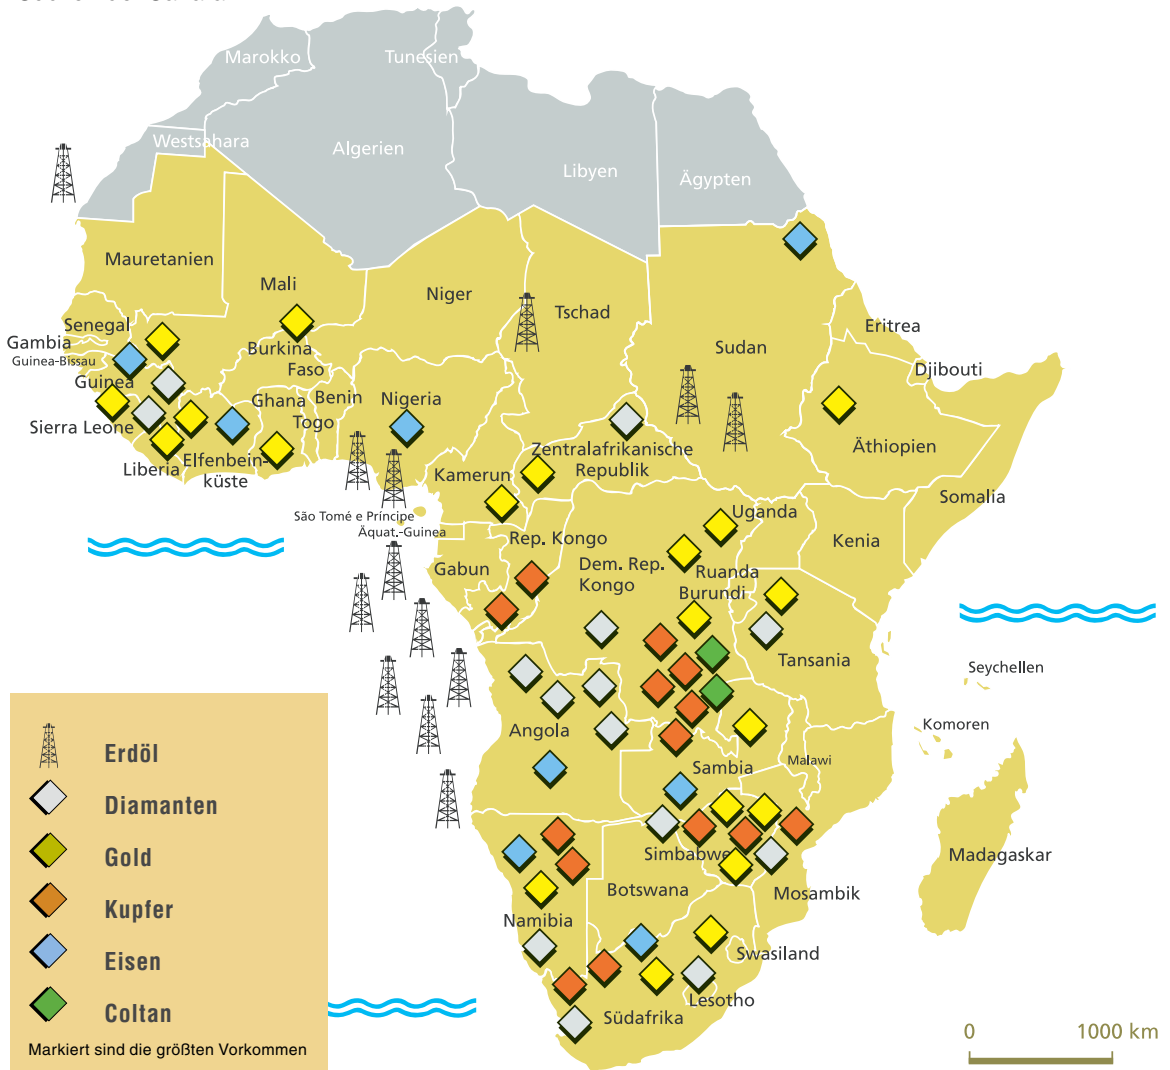 Marokko
Tunesien
Westsahara
Algerien
Libyen
Ägypten
Mauretanien
Mali
Niger
Tschad
Sudan
Eritrea
Djibouti
Senegal
Gambia
Guinea-Bissau
Guinea
Burkina
Faso
Ghana
Benin
Togo
Nigeria
Sierra Leone
Liberia
Elfenbein-
küste
Zentralafrikanische
Republik
Äthiopien
Kamerun
Somalia
São Tomé e Príncipe
Äquat.-Guinea
Uganda
Kenia
Rep. Kongo
Gabun
Dem. Rep.
Kongo
Ruanda
Burundi
Tansania
Seychellen
Komoren
Angola
Sambia
Malawi
Simbabwe
Botswana
Mosambik
Madagaskar
Namibia
Swasiland
Lesotho
Südafrika
Erdöl
Diamanten
Gold
Kupfer
Eisen
Coltan
Markiert sind die größten Vorkommen
0 1000 km